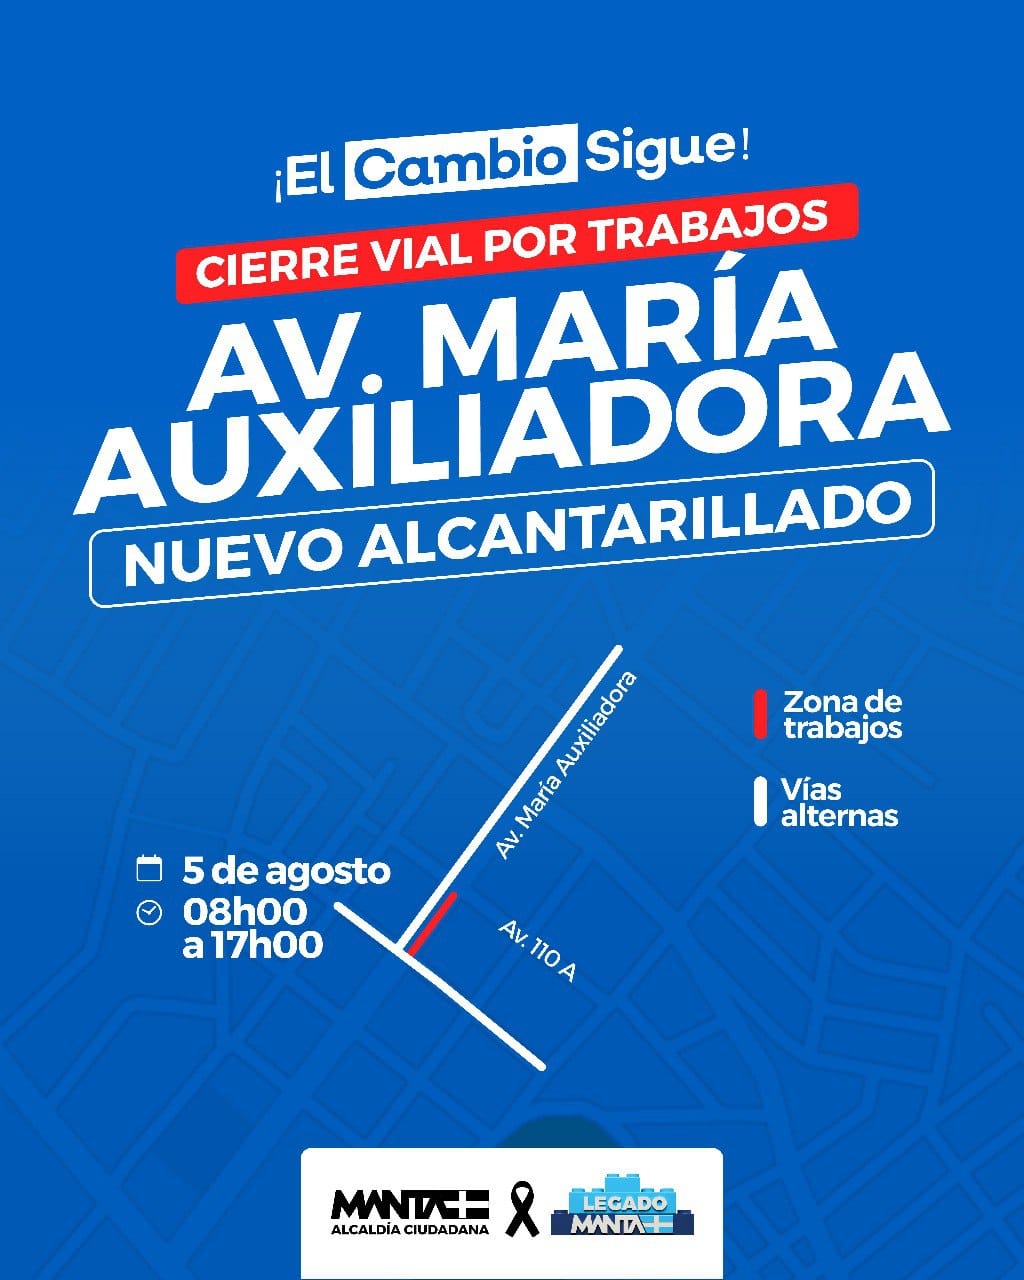 ¡El Cambio Sigue!
CIERRE VIAL POR TRABAJOS
AV. MARÍA
AUXILIADORA
NUEVO ALCANTARILLADO
Av. María Auxiliadora
Zona de
trabajos
Vías
alternas
5 de agosto
08h00
a 17h00
Av. 110 A
MANTA
ALCALDÍA CIUDADANA
LEGADO
MANTA